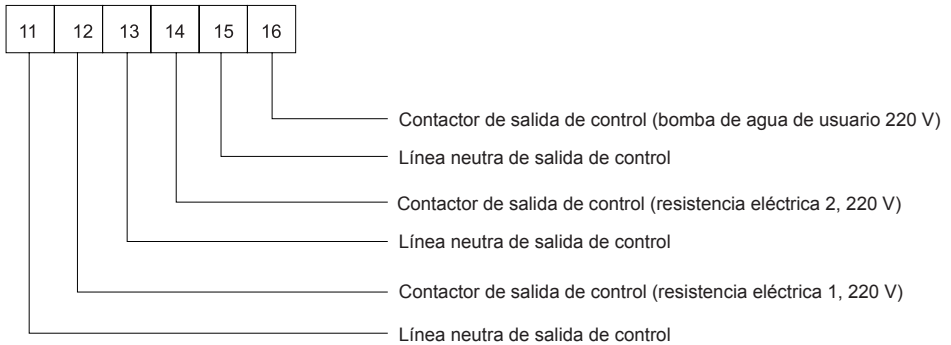 11 12 13 14 15 16
Contactor de salida de control (bomba de agua de usuario 220 V)
Línea neutra de salida de control
Contactor de salida de control (resistencia eléctrica 2, 220 V)
Línea neutra de salida de control
Contactor de salida de control (resistencia eléctrica 1, 220 V)
Línea neutra de salida de control